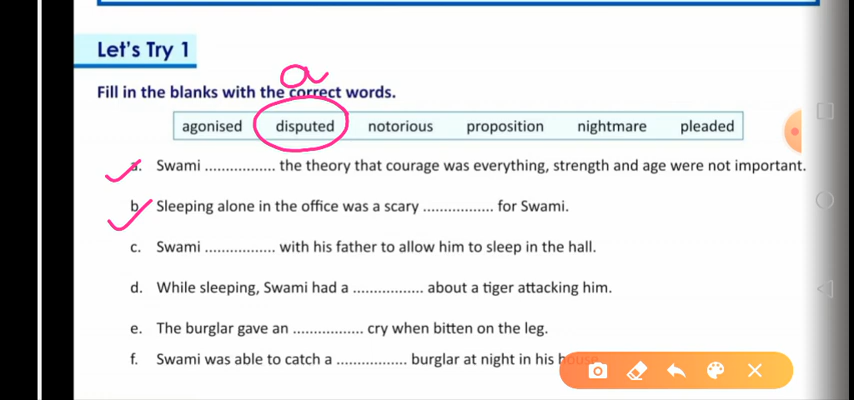 Let's Try 1
a
Fill in the blanks with the correct words.
agonised disputed notorious proposition nightmare pleaded
a. Swami ................. the theory that courage was everything, strength and age were not important.
b. Sleeping alone in the office was a scary ................. for Swami.
c. Swami ................. with his father to allow him to sleep in the hall.
d. While sleeping, Swami had a ................. about a tiger attacking him.
e. The burglar gave an ................. cry when bitten on the leg.
f. Swami was able to catch a ................. burglar at night in his house.